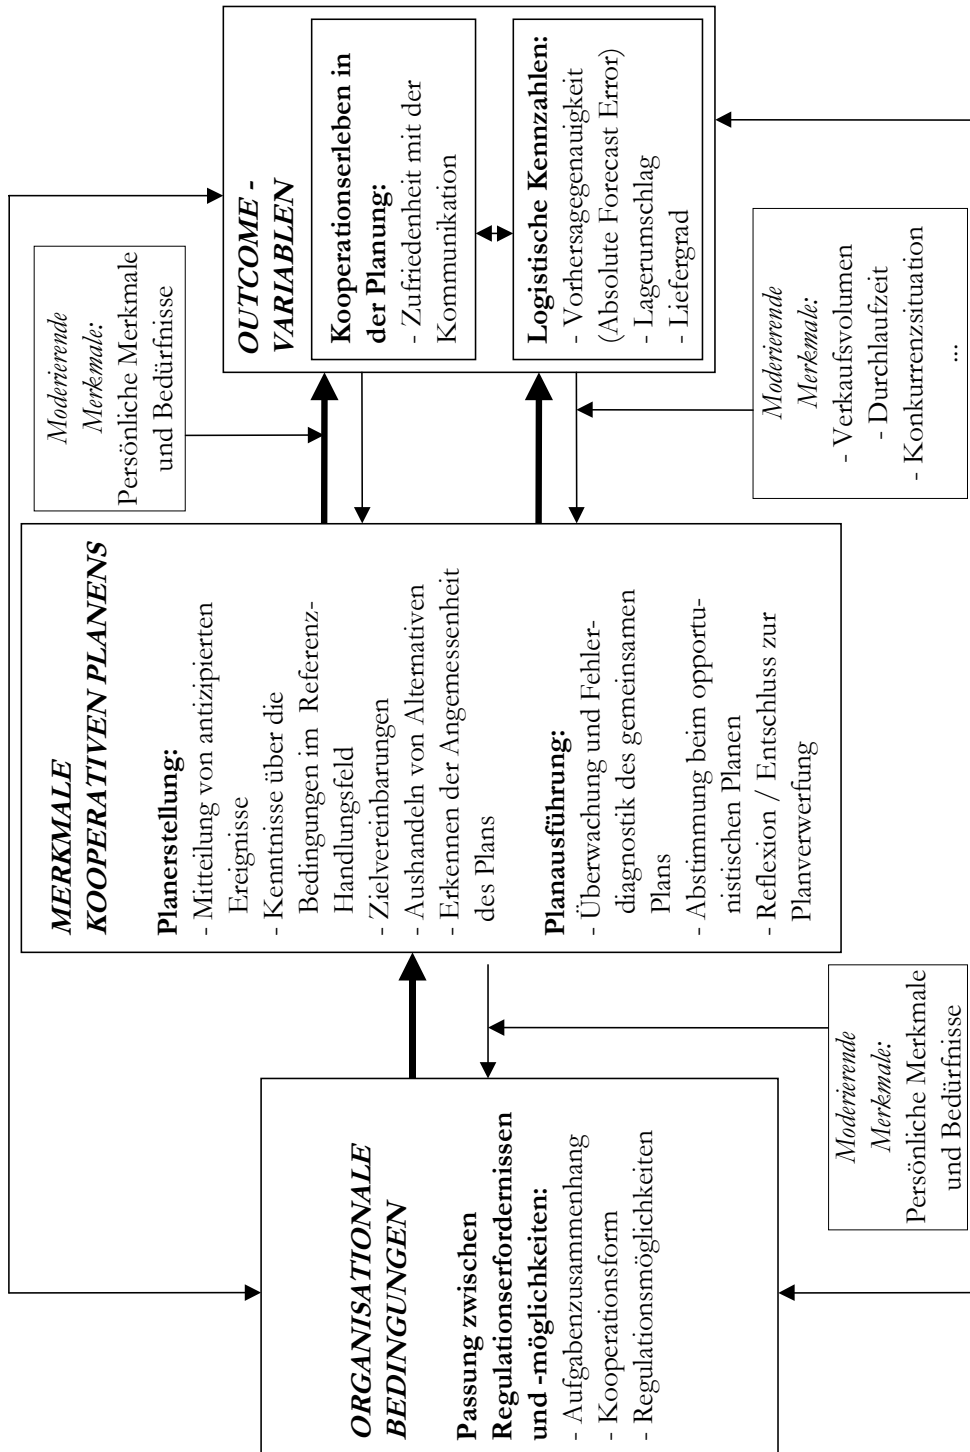 ORGANISATIONALE
BEDINGUNGEN
Passung zwischen
Regulationserfordernissen
und -möglichkeiten:
- Aufgabenzusammenhang
- Kooperationsform
- Regulationsmöglichkeiten
Moderierende
Merkmale:
Persönliche Merkmale
und Bedürfnisse
MERKMALE
KOOPERATIVEN PLANENS
Planerstellung:
- Mitteilung von antizipierten
Ereignisse
- Kenntnisse über die
Bedingungen im Referenz-
Handlungsfeld
- Zielvereinbarungen
- Aushandeln von Alternativen
- Erkennen der Angemessenheit
des Plans
Planausführung:
- Überwachung und Fehler-
diagnostik des gemeinsamen
Plans
- Abstimmung beim opportu-
nistischen Planen
- Reflexion / Entschluss zur
Planverwerfung
Moderierende
Merkmale:
Persönliche Merkmale
und Bedürfnisse
OUTCOME -
VARIABLEN
Kooperationserleben in
der Planung:
- Zufriedenheit mit der
Kommunikation
Logistische Kennzahlen:
- Vorhersagegenauigkeit
(Absolute Forecast Error)
- Lagerumschlag
- Liefergrad
Moderierende
Merkmale:
- Verkaufsvolumen
- Durchlaufzeit
- Konkurrenzsituation
...